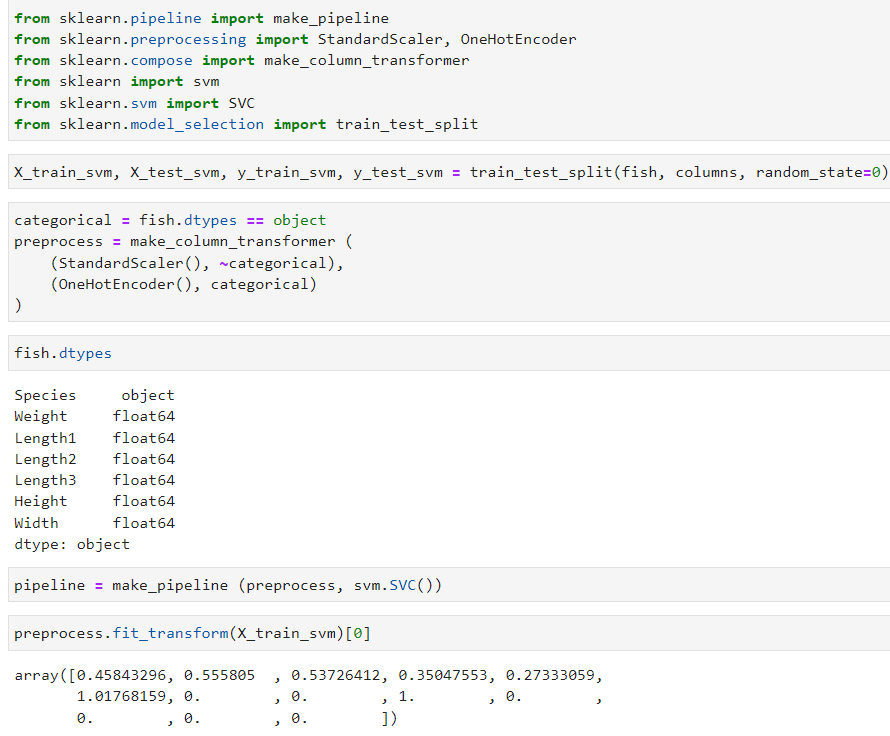 from sklearn.pipeline import make_pipeline
from sklearn.preprocessing import StandardScaler, OneHotEncoder
from sklearn.compose import make_column_transformer
from sklearn import svm
from sklearn.svm import SVC
from sklearn.model_selection import train_test_split
X_train_svm, X_test_svm, y_train_svm, y_test_svm = train_test_split(fish, columns, random_state=0)
categorical = fish.dtypes == object
preprocess = make_column_transformer (
    (StandardScaler(), ~categorical),
    (OneHotEncoder(), categorical)
)
fish.dtypes
Species     object
Weight     float64
Length1    float64
Length2    float64
Length3    float64
Height     float64
Width      float64
dtype: object
pipeline = make_pipeline (preprocess, svm.SVC())
preprocess.fit_transform(X_train_svm)[0]
array([0.45843296, 0.555805  , 0.53726412, 0.35047553, 0.27333059,
       1.01768159, 0.        , 0.        , 1.        , 0.        ,
       0.        , 0.        , 0.        ])